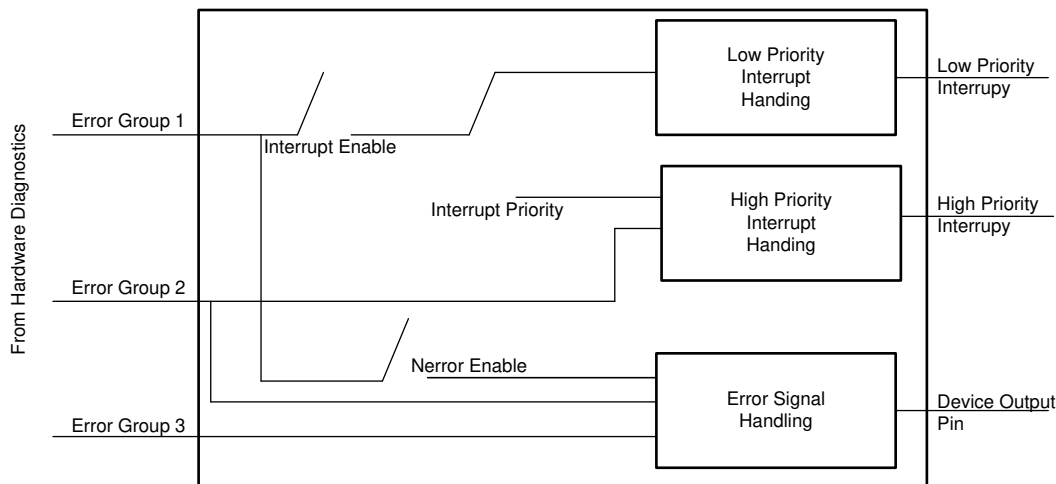 From Hardware Diagnostics
Error Group 1
Interrupt Enable
Low Priority
Interrupt
Handing
Low Priority
Interrupy
Interrupt Priority
High Priority
Interrupt
Handing
High Priority
Interrupy
Error Group 2
Nerror Enable
Error Signal
Handling
Device Output
Pin
Error Group 3